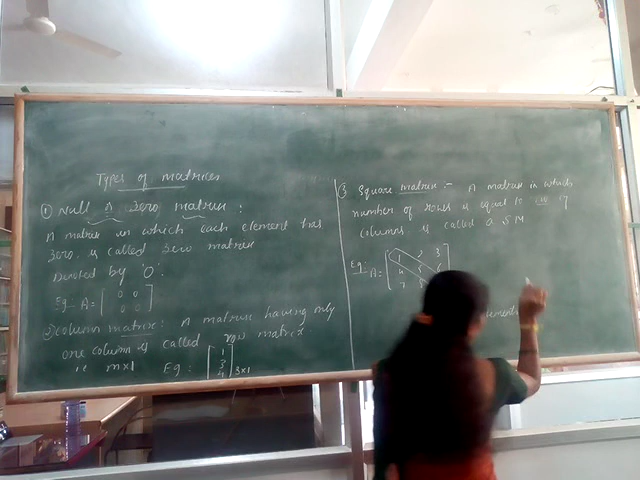 Types of matrices
① Null A zero matrix :
A matrix in which each element has
zero, is called zero matrix
Denoted by 'O'.
Eg: A = [ 0 0
0 0 ]
② Column matrix : A matrix having only
one column is called row matrix.
ie m×1 Eg : [ 1
3
4 ] 3×1
③ Square matrix :- A matrix in which
number of rows is equal to of
columns is called a SM
Eg: A = [ 1 2 3
4 6
7 8
element